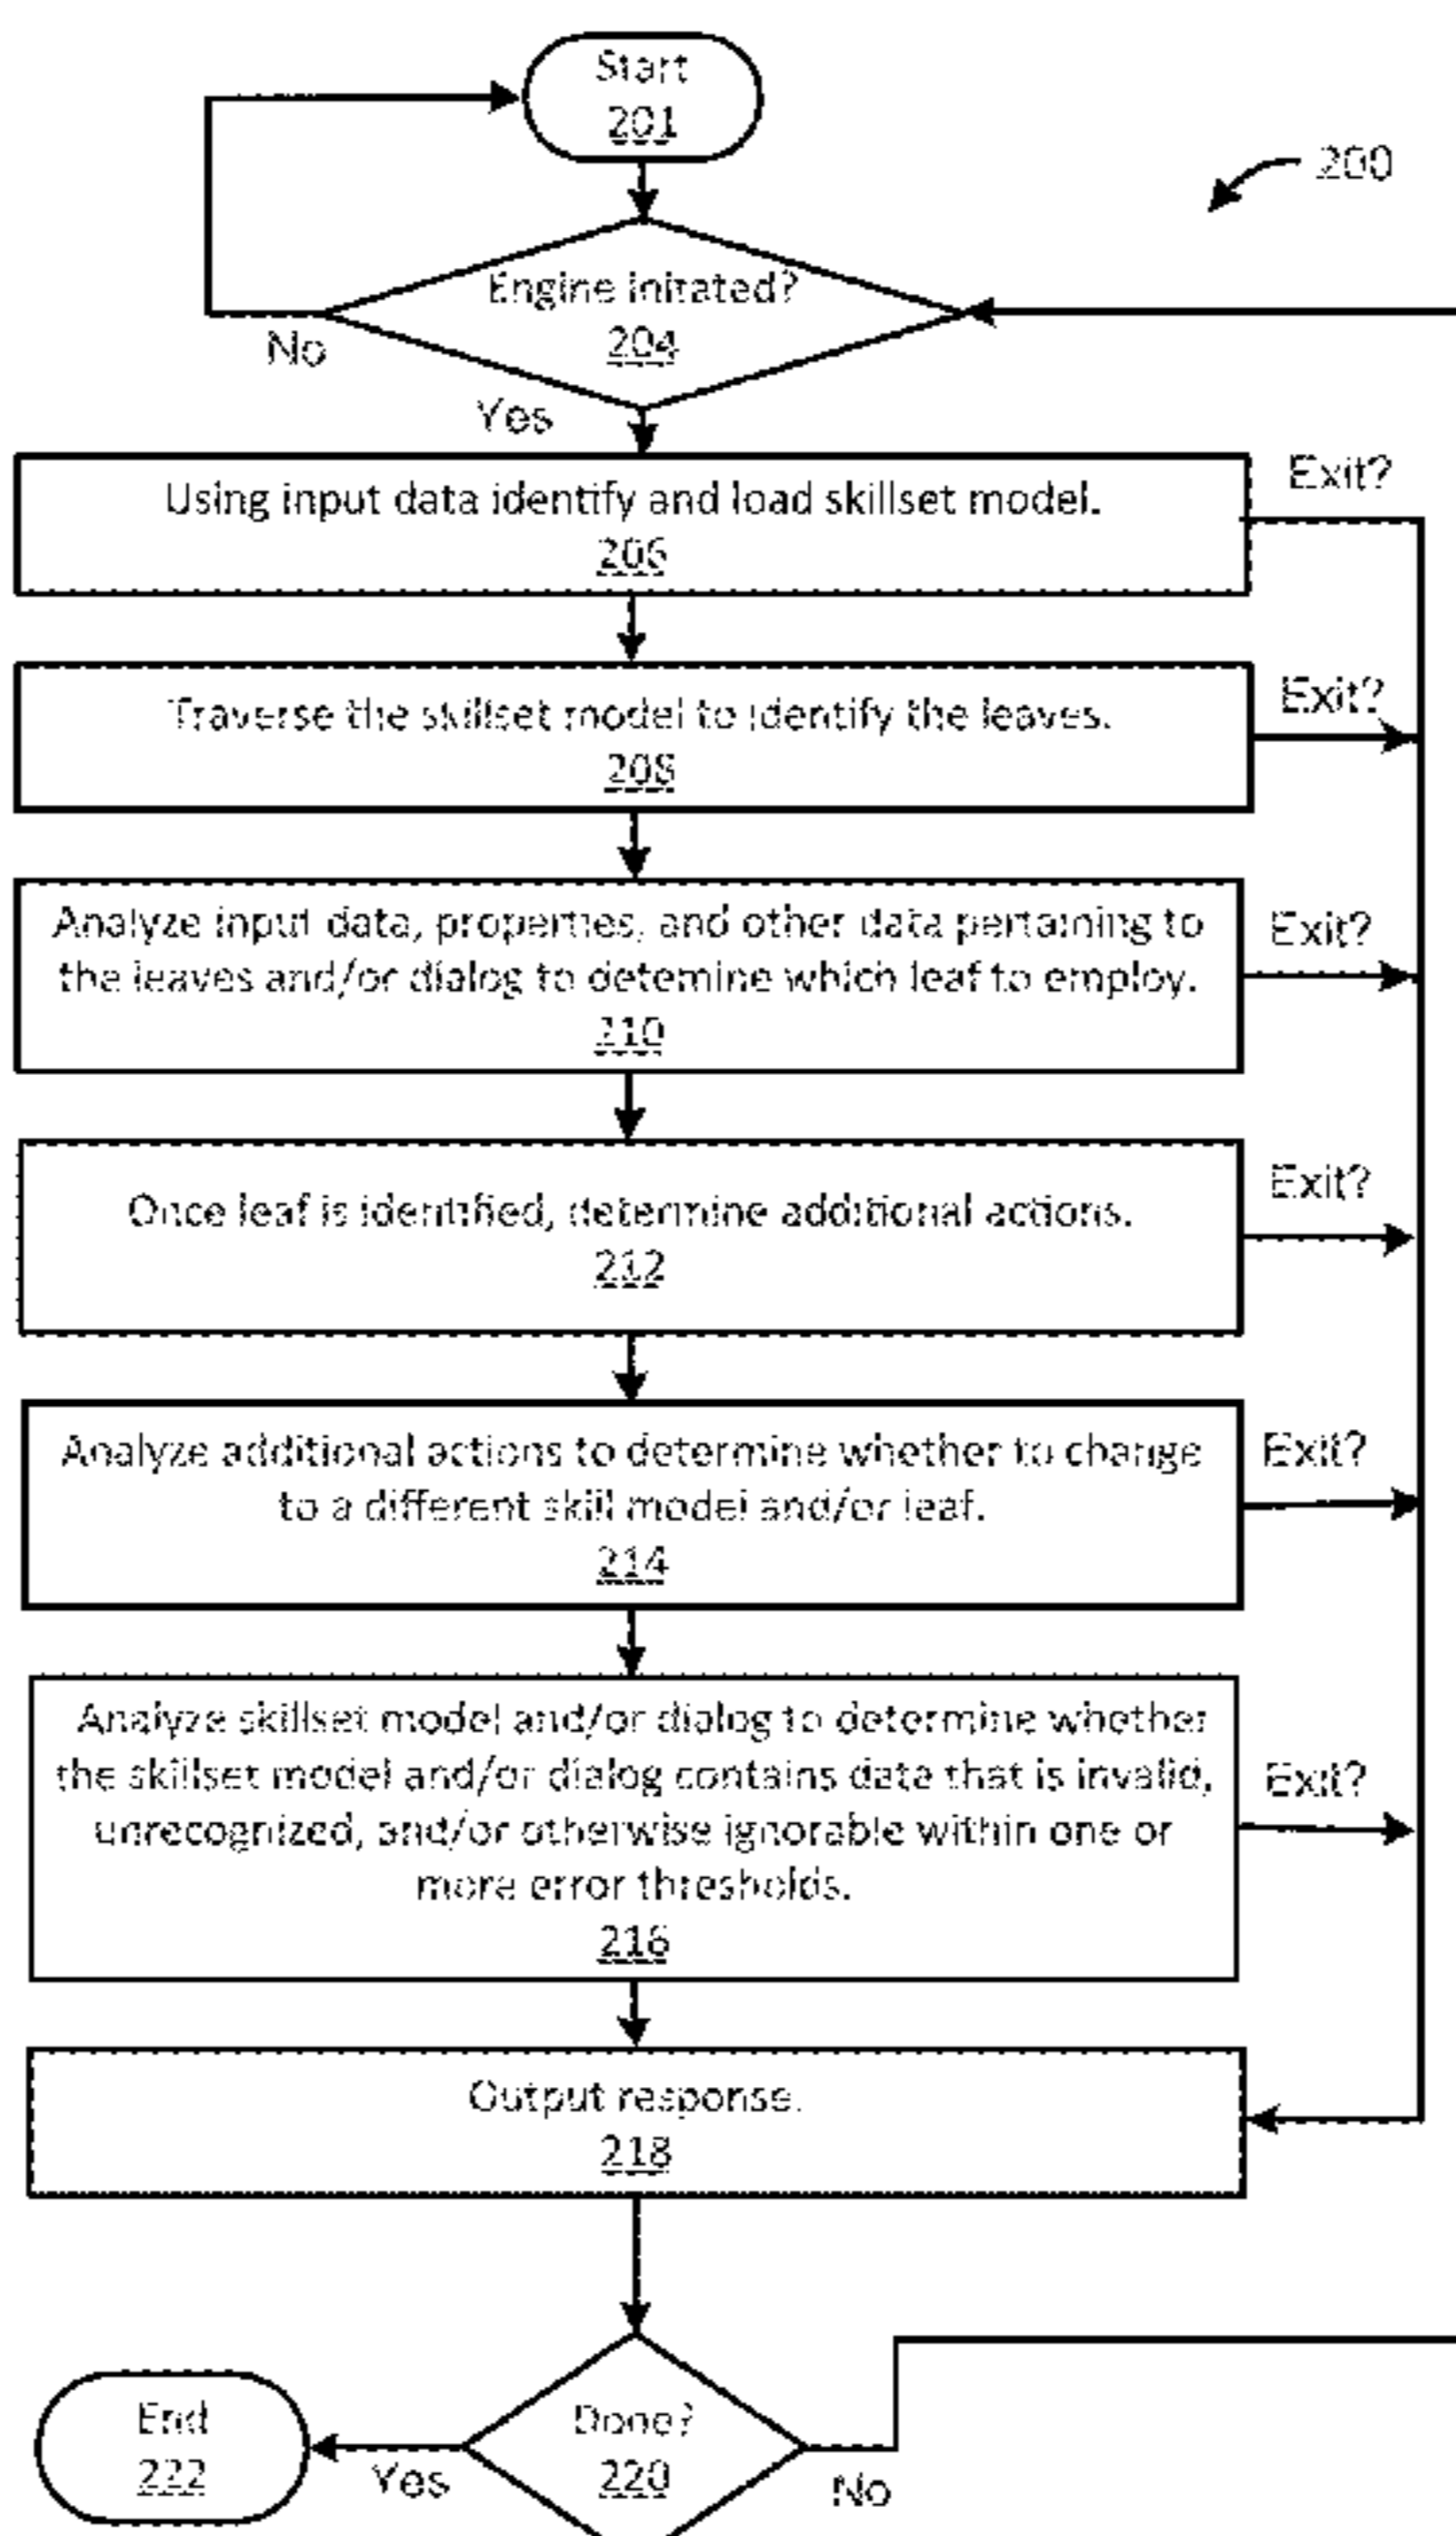 Start
201
200
Engine initated?
204
No
Yes
Using input data identify and load skillset model.
206
Exit?
Traverse the skillset model to identify the leaves.
208
Exit?
Analyze input data, properties, and other data pertaining to
the leaves and/or dialog to detemine which leaf to employ.
210
Exit?
Once leaf is identified, determine additional actions.
212
Exit?
Analyze additional actions to determine whether to change
to a different skill model and/or leaf.
214
Exit?
Analyze skillset model and/or dialog to determine whether
the skillset model and/or dialog contains data that is invalid,
unrecognized, and/or otherwise ignorable within one or
more error thresholds.
216
Exit?
Output response.
218
End
222
Yes
Done?
220
No